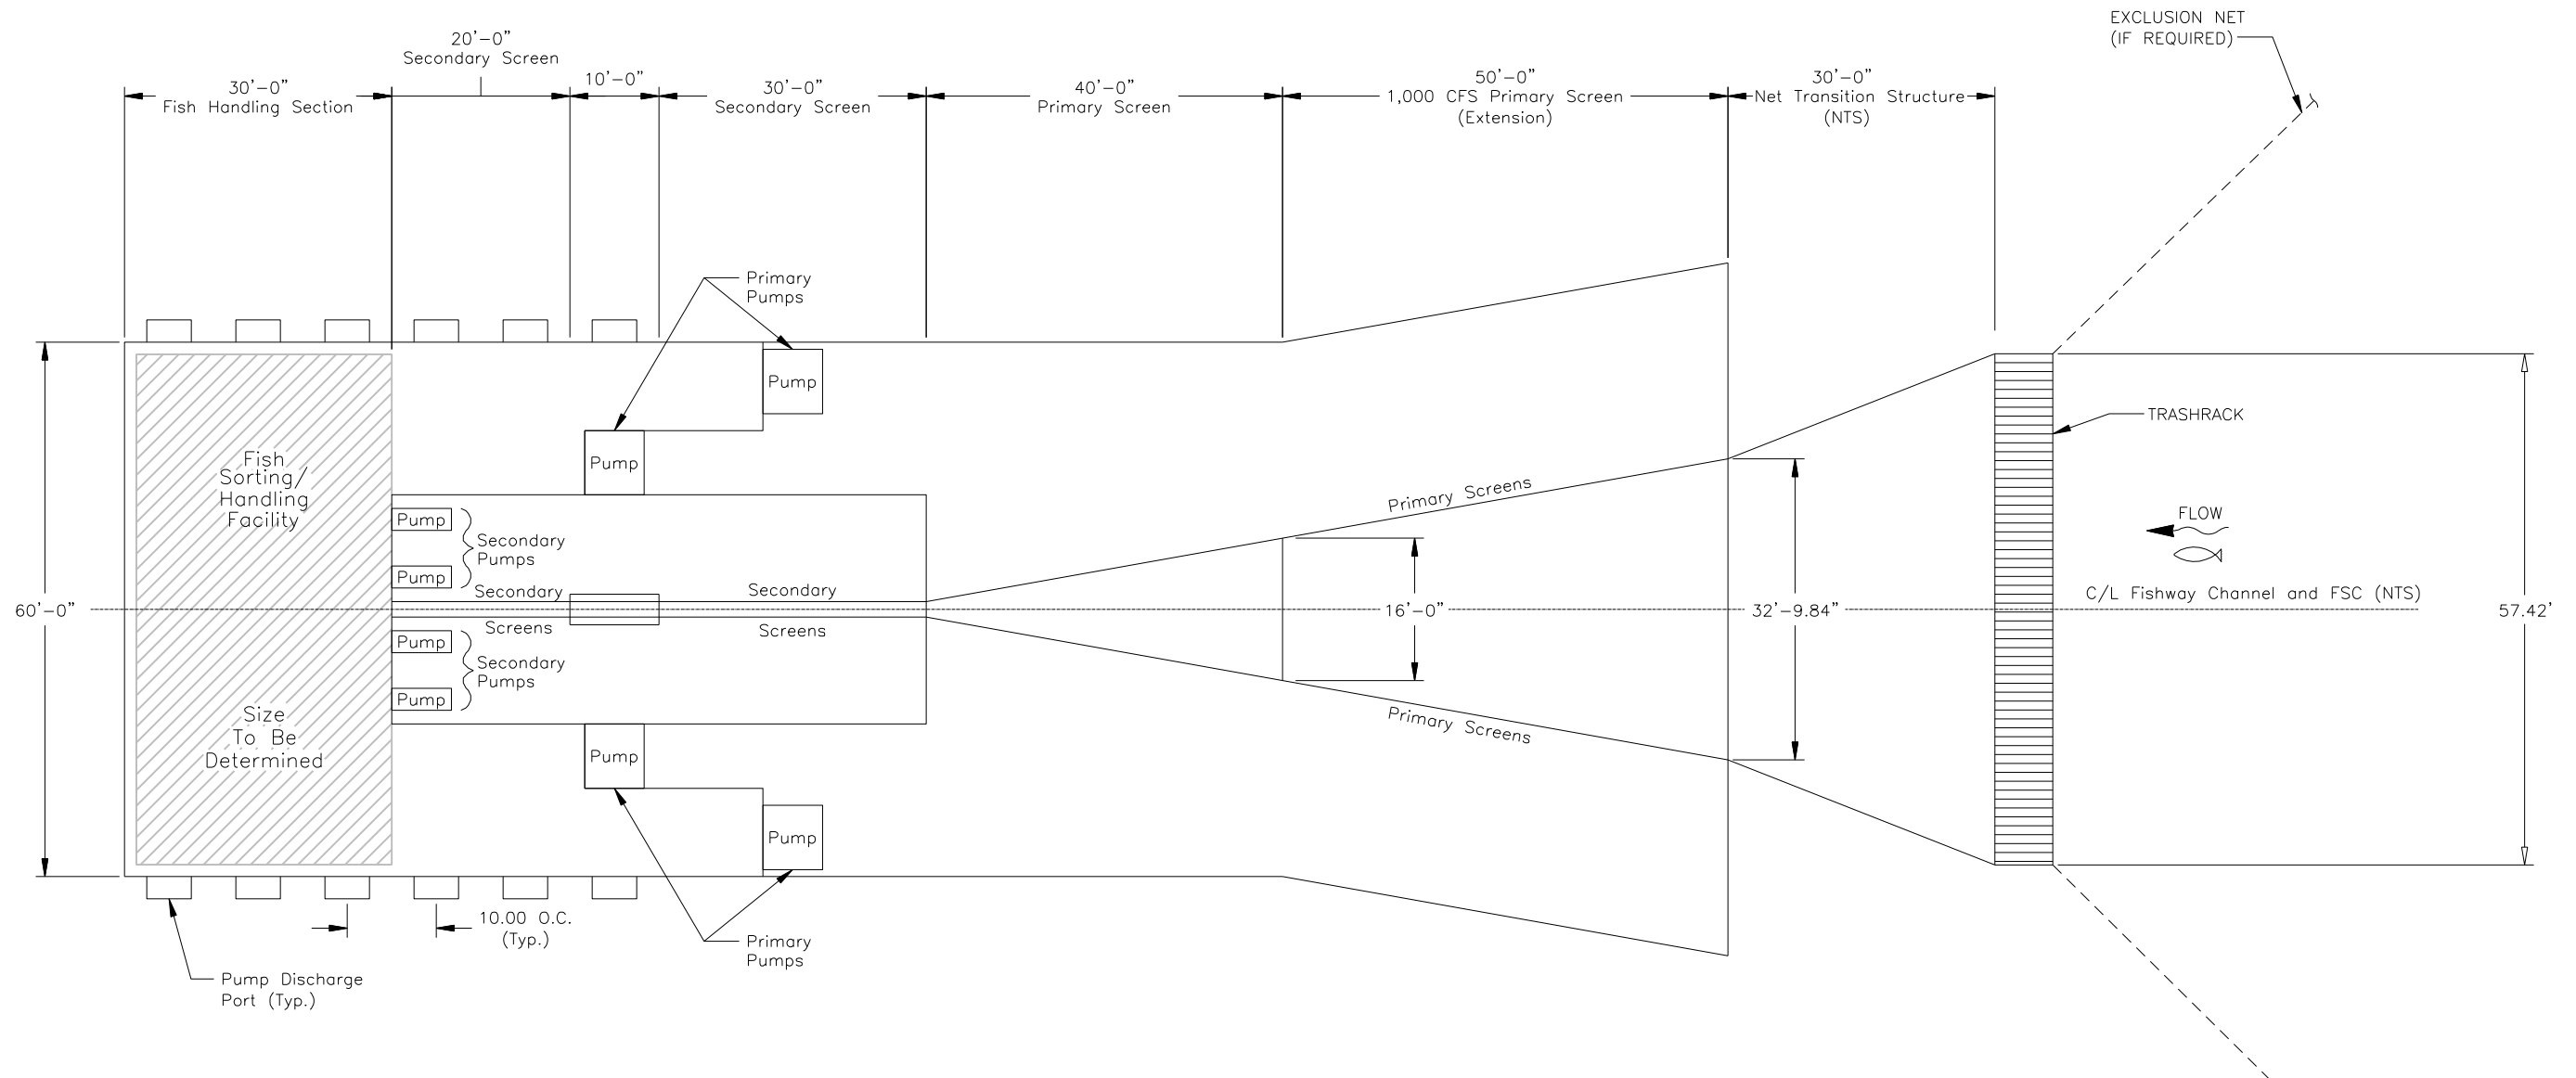 EXCLUSION NET
(IF REQUIRED)
20'-0"
Secondary Screen
30'-0"
Fish Handling Section
10'-0"
30'-0"
Secondary Screen
40'-0"
Primary Screen
50'-0"
1,000 CFS Primary Screen
(Extension)
30'-0"
Net Transition Structure
(NTS)
Primary
Pumps
Pump
Pump
TRASHRACK
Fish
Sorting/
Handling
Facility
Primary Screens
FLOW
Pump
Secondary
Pumps
Pump
Secondary
Secondary
C/L Fishway Channel and FSC (NTS)
60'-0"
16'-0"
32'-9.84"
57.42'
Screens
Screens
Pump
Secondary
Pumps
Pump
Size
To Be
Determined
Primary Screens
Pump
Pump
10.00 O.C.
(Typ.)
Primary
Pumps
Pump Discharge
Port (Typ.)